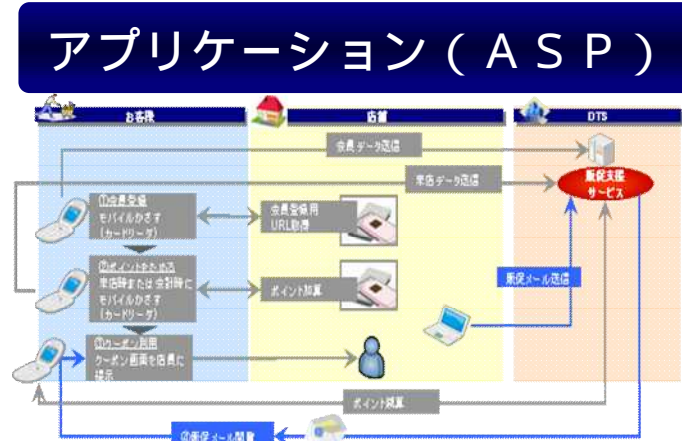 アプリケーション(ASP)
お客様
店舗
DTS
会員データ送信
来店データ送信
販促支援
サービス
①会員登録
モバイルかざす
(カードリーダ)
会員登録用
URL取得
②ポイントをためる
来店時または会計時に
モバイルかざす
(カードリーダ)
ポイント加算
販促メール送信
クーポン利用
クーポン画面を店員に
提示
ポイント減算
販促メール閲覧